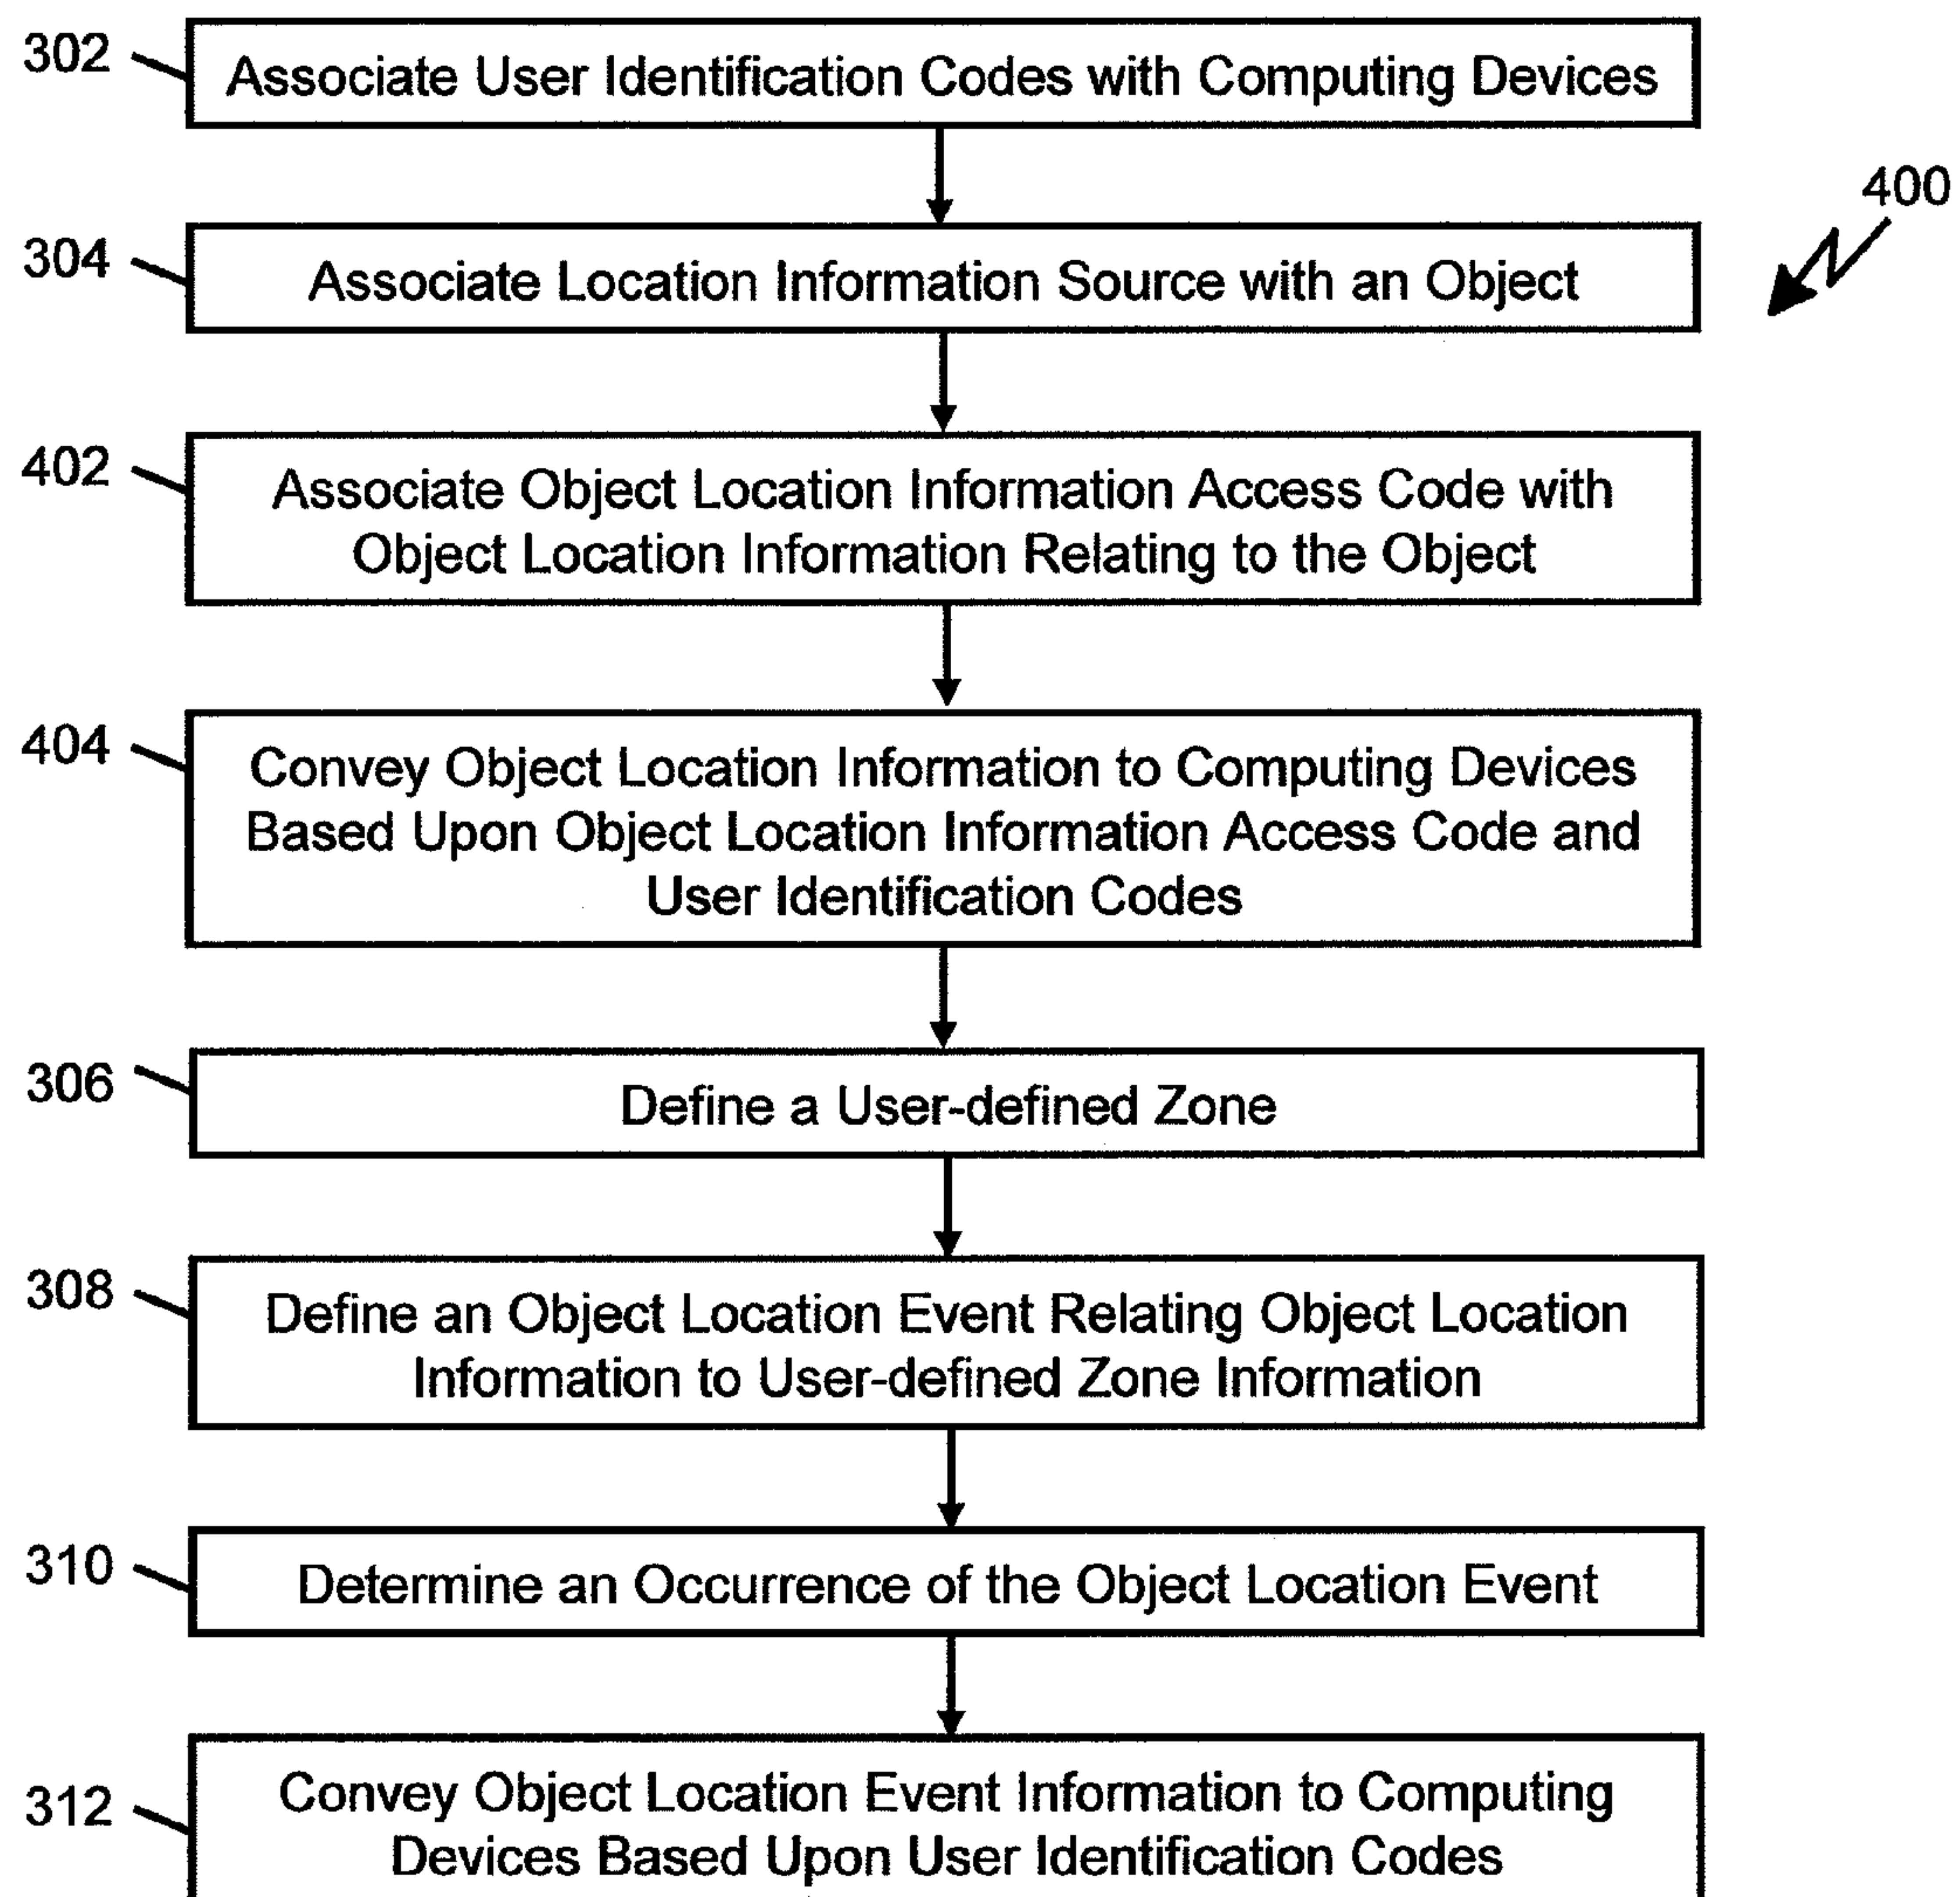 302
Associate User Identification Codes with Computing Devices
400
304
Associate Location Information Source with an Object
402
Associate Object Location Information Access Code with
Object Location Information Relating to the Object
404
Convey Object Location Information to Computing Devices
Based Upon Object Location Information Access Code and
User Identification Codes
306
Define a User-defined Zone
308
Define an Object Location Event Relating Object Location
Information to User-defined Zone Information
310
Determine an Occurrence of the Object Location Event
312
Convey Object Location Event Information to Computing
Devices Based Upon User Identification Codes